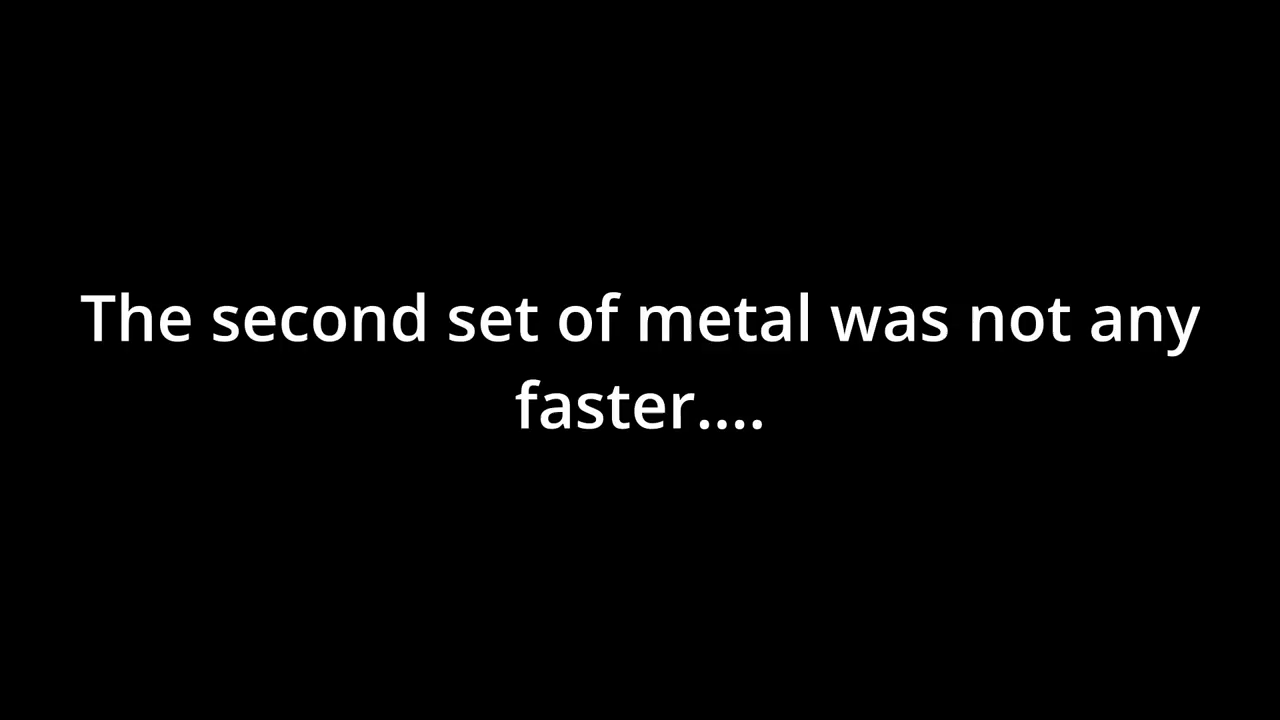 The second set of metal was not any
faster....